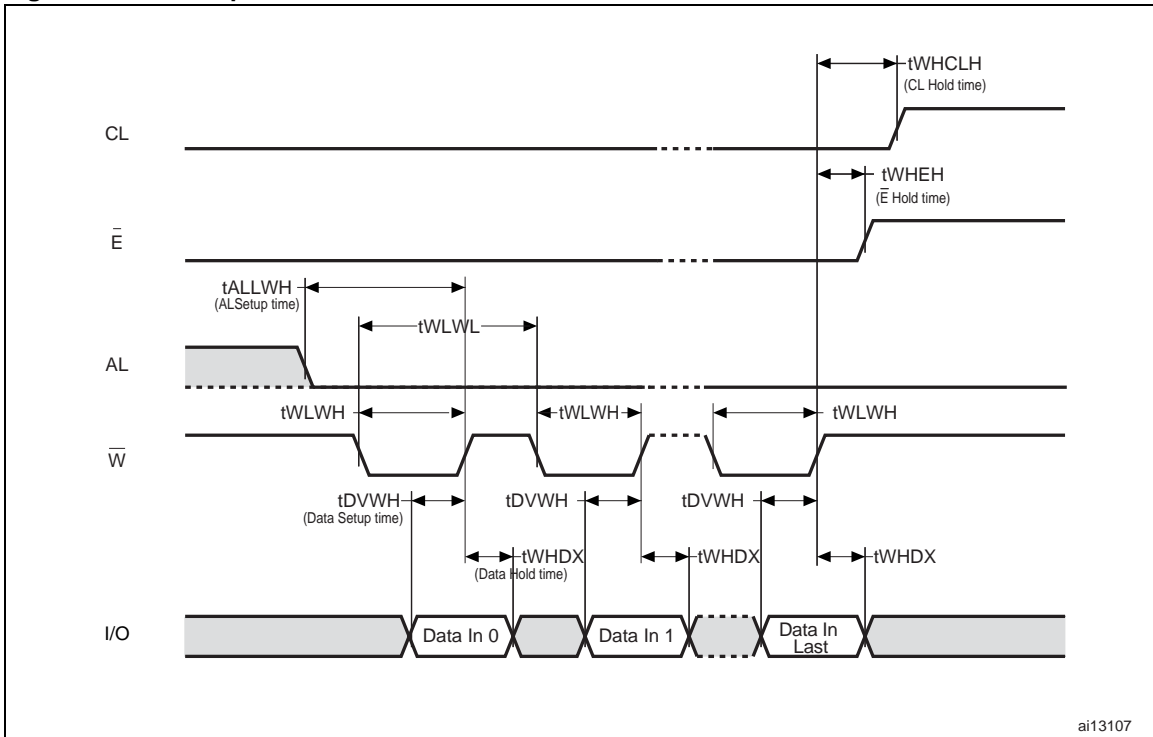 tWHCLH
(CL Hold time)
CL
tWHEH
(E̅ Hold time)
E̅
tALLWH
(ALSetup time)
tWLWL
AL
tWLWH
tWLWH
tWLWH
W̅
tDVWH
(Data Setup time)
tDVWH
tDVWH
tWHDX
(Data Hold time)
tWHDX
tWHDX
I/O
Data In 0
Data In 1
Data In
Last
ai13107